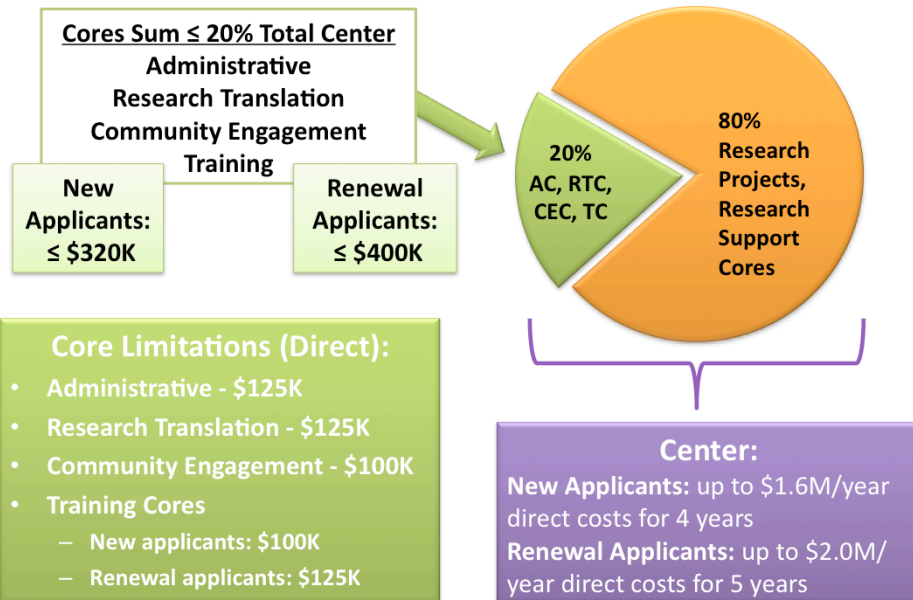 Cores Sum ≤ 20% Total Center
Administrative
Research Translation
Community Engagement
Training
New
Applicants:
≤ $320K
Renewal
Applicants:
≤ $400K
20%
AC, RTC,
CEC, TC
80%
Research
Projects,
Research
Support
Cores
Core Limitations (Direct):
• Administrative - $125K
• Research Translation - $125K
• Community Engagement - $100K
• Training Cores
– New applicants: $100K
– Renewal applicants: $125K
Center:
New Applicants: up to $1.6M/year
direct costs for 4 years
Renewal Applicants: up to $2.0M/
year direct costs for 5 years